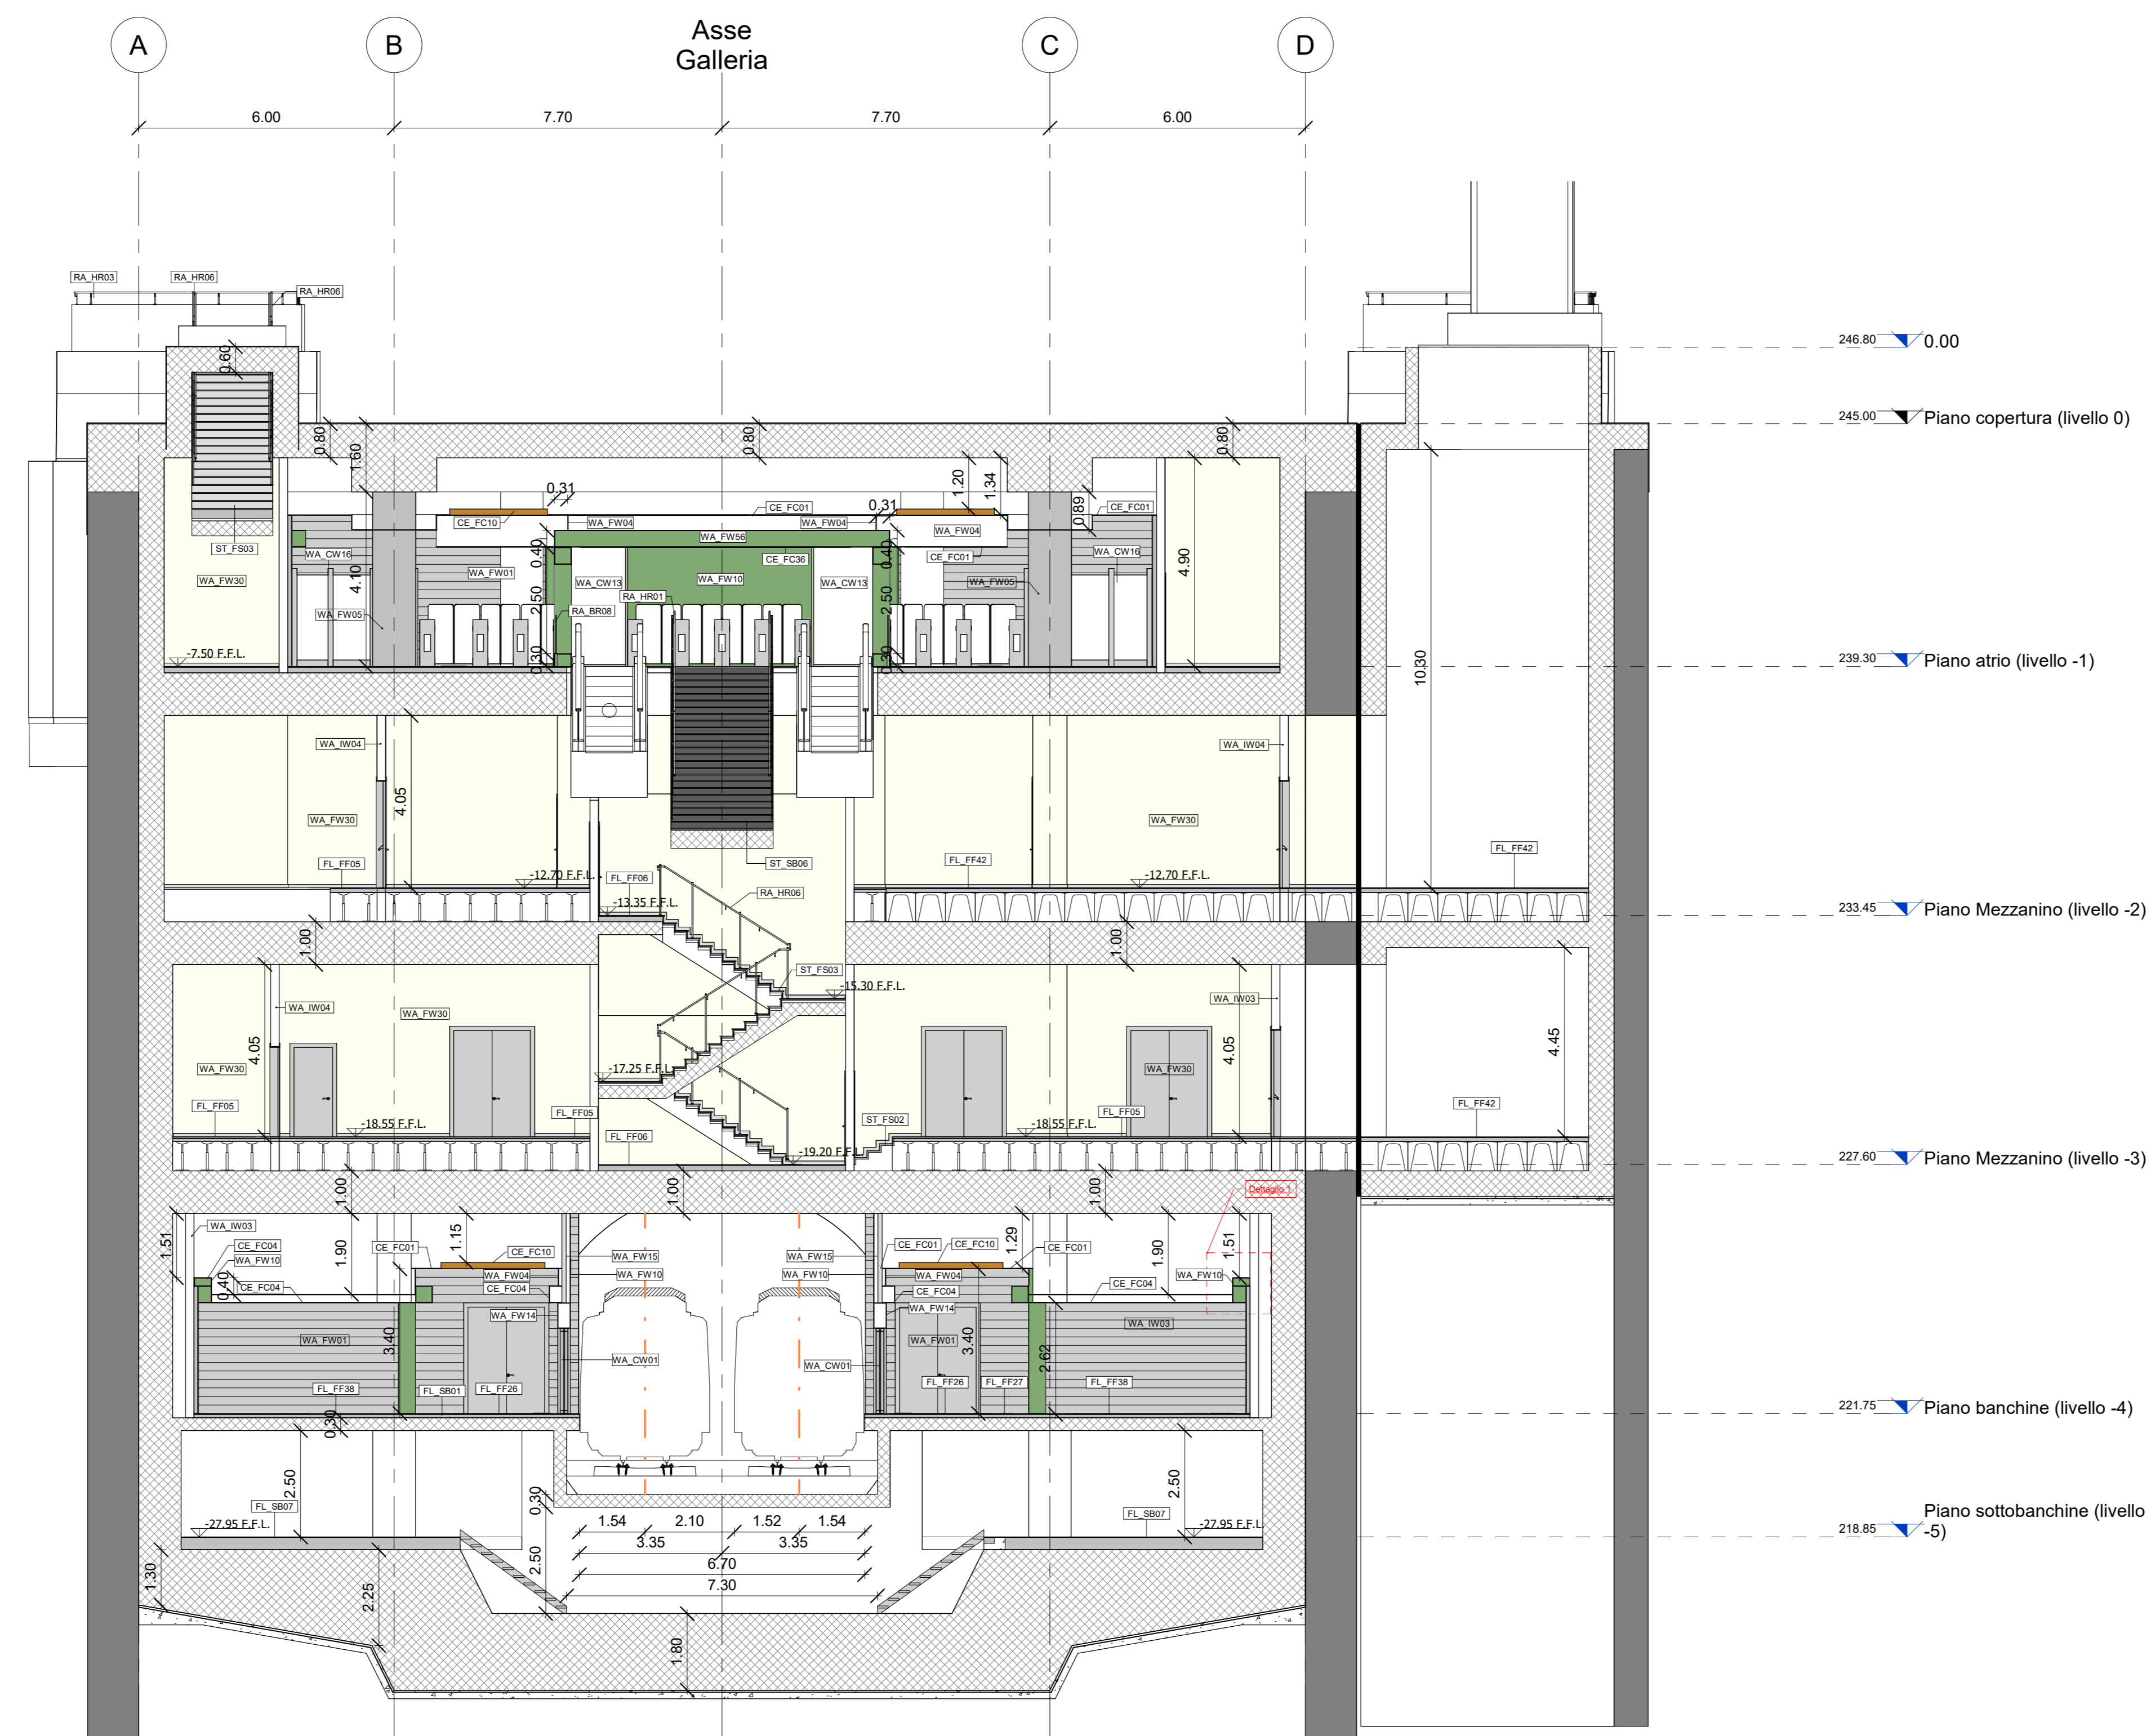 A
B
Asse
Galleria
C
D
6.00
7.70
7.70
6.00
RA_HR03
RA_HR06
RA_HR06
0.60
246.80
0.00
245.00
Piano copertura (livello 0)
0.80
1.60
0.80
0.80
1.20
1.34
0.31
0.31
0.89
CE_FC01
CE_FC01
CE_FC10
WA_FW04
WA_FW04
WA_FW04
WA_FW56
ST_FS03
WA_CW16
0.40
CE_FC36
0.40
CE_FC01
WA_CW16
4.90
WA_FW30
4.10
WA_FW01
WA_CW13
WA_FW10
WA_CW13
WA_FW05
2.50
RA_HR01
2.50
WA_FW05
RA_BR08
-7.50 F.F.L.
0.30
0.30
10.30
239.30
Piano atrio (livello -1)
WA_IW04
WA_IW04
4.05
WA_FW30
WA_FW30
FL_FF05
ST_SB06
FL_FF42
FL_FF42
-12.70 F.F.L.
FL_FF06
-12.70 F.F.L.
RA_HR06
-13.35 F.F.L.
233.45
Piano Mezzanino (livello -2)
1.00
1.00
ST_FS03
-15.30 F.F.L.
WA_IW04
WA_FW30
WA_IW03
4.05
4.05
4.45
WA_FW30
-17.25 F.F.L.
WA_FW30
FL_FF05
FL_FF05
FL_FF05
FL_FF42
-18.55 F.F.L.
ST_FS02
-18.55 F.F.L.
FL_FF06
-19.20 F.F.L.
227.60
Piano Mezzanino (livello -3)
1.00
1.00
1.00
Dettaglio 1
1.51
WA_IW03
1.90
1.15
1.29
1.90
1.51
CE_FC04
CE_FC01
CE_FC10
WA_FW15
WA_FW15
CE_FC01
CE_FC10
CE_FC01
WA_FW10
WA_FW04
WA_FW10
WA_FW10
WA_FW04
WA_FW10
0.40
CE_FC04
CE_FC04
CE_FC04
CE_FC04
WA_FW14
WA_FW14
WA_FW01
3.40
WA_FW01
3.40
WA_IW03
WA_CW01
WA_CW01
2.62
FL_FF38
FL_SB01
FL_FF26
FL_FF26
FL_FF27
FL_FF38
0.30
221.75
Piano banchine (livello -4)
2.50
0.30
2.50
FL_SB07
FL_SB07
-27.95 F.F.L.
1.54
2.10
1.52
1.54
-27.95 F.F.L.
218.85
Piano sottobanchine (livello
-5)
3.35
3.35
1.30
2.25
2.50
6.70
7.30
1.80